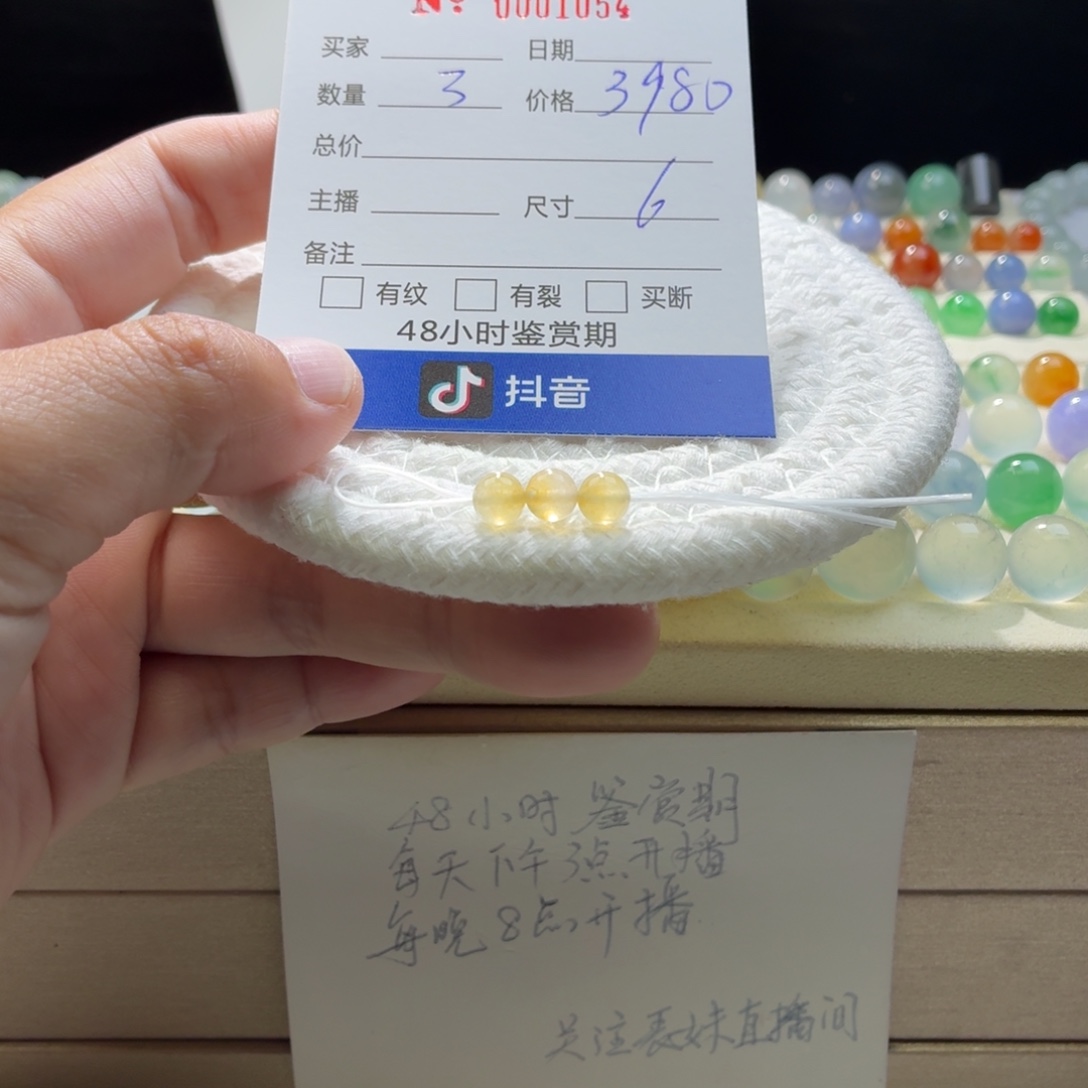 № 0001054
买家 日期
数量 3 价格 3980
总价
主播 尺寸 6
备注
有纹 有裂 买断
48小时鉴赏期
抖音
48小时鉴赏期
每天下午3点开播
每晚8点开播
关注表妹直播间